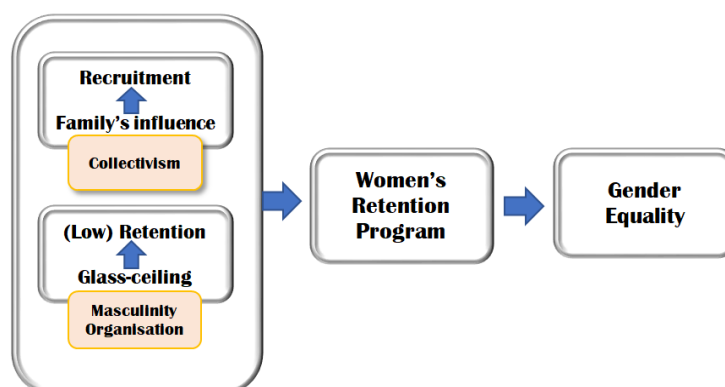 Recruitment
Family's influence
Collectivism
(Low) Retention
Glass-ceiling
Masculinity
Organisation
Women's
Retention
Program
Gender
Equality